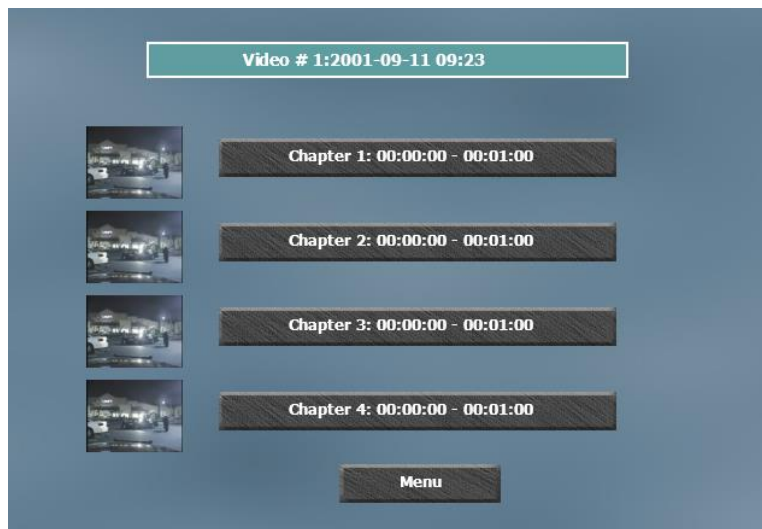 Video # 1:2001-09-11 09:23
Chapter 1: 00:00:00 - 00:01:00
Chapter 2: 00:00:00 - 00:01:00
Chapter 3: 00:00:00 - 00:01:00
Chapter 4: 00:00:00 - 00:01:00
Menu